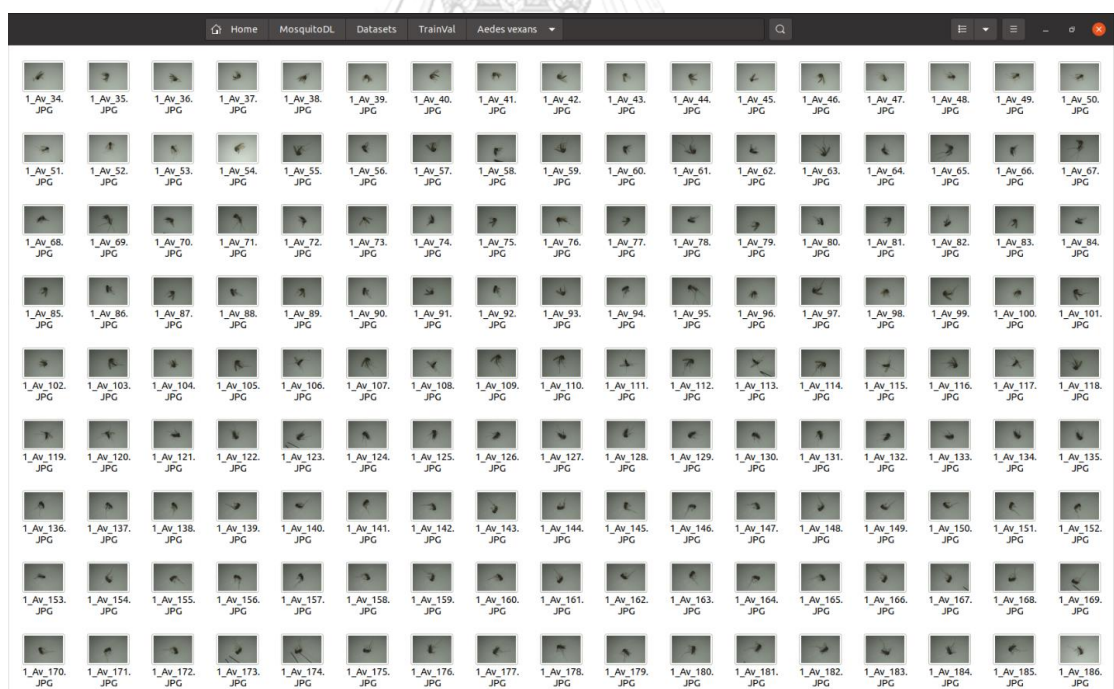 Home MosquitoDL Datasets TrainVal Aedes vexans
1_Av_34. 1_Av_35. 1_Av_36. 1_Av_37. 1_Av_38. 1_Av_39. 1_Av_40. 1_Av_41. 1_Av_42. 1_Av_43. 1_Av_44. 1_Av_45. 1_Av_46. 1_Av_47. 1_Av_48. 1_Av_49. 1_Av_50.
JPG JPG JPG JPG JPG JPG JPG JPG JPG JPG JPG JPG JPG JPG JPG JPG JPG
1_Av_51. 1_Av_52. 1_Av_53. 1_Av_54. 1_Av_55. 1_Av_56. 1_Av_57. 1_Av_58. 1_Av_59. 1_Av_60. 1_Av_61. 1_Av_62. 1_Av_63. 1_Av_64. 1_Av_65. 1_Av_66. 1_Av_67.
JPG JPG JPG JPG JPG JPG JPG JPG JPG JPG JPG JPG JPG JPG JPG JPG JPG
1_Av_68. 1_Av_69. 1_Av_70. 1_Av_71. 1_Av_72. 1_Av_73. 1_Av_74. 1_Av_75. 1_Av_76. 1_Av_77. 1_Av_78. 1_Av_79. 1_Av_80. 1_Av_81. 1_Av_82. 1_Av_83. 1_Av_84.
JPG JPG JPG JPG JPG JPG JPG JPG JPG JPG JPG JPG JPG JPG JPG JPG JPG
1_Av_85. 1_Av_86. 1_Av_87. 1_Av_88. 1_Av_89. 1_Av_90. 1_Av_91. 1_Av_92. 1_Av_93. 1_Av_94. 1_Av_95. 1_Av_96. 1_Av_97. 1_Av_98. 1_Av_99. 1_Av_100. 1_Av_101.
JPG JPG JPG JPG JPG JPG JPG JPG JPG JPG JPG JPG JPG JPG JPG JPG JPG
1_Av_102. 1_Av_103. 1_Av_104. 1_Av_105. 1_Av_106. 1_Av_107. 1_Av_108. 1_Av_109. 1_Av_110. 1_Av_111. 1_Av_112. 1_Av_113. 1_Av_114. 1_Av_115. 1_Av_116. 1_Av_117. 1_Av_118.
JPG JPG JPG JPG JPG JPG JPG JPG JPG JPG JPG JPG JPG JPG JPG JPG JPG
1_Av_119. 1_Av_120. 1_Av_121. 1_Av_122. 1_Av_123. 1_Av_124. 1_Av_125. 1_Av_126. 1_Av_127. 1_Av_128. 1_Av_129. 1_Av_130. 1_Av_131. 1_Av_132. 1_Av_133. 1_Av_134. 1_Av_135.
JPG JPG JPG JPG JPG JPG JPG JPG JPG JPG JPG JPG JPG JPG JPG JPG JPG
1_Av_136. 1_Av_137. 1_Av_138. 1_Av_139. 1_Av_140. 1_Av_141. 1_Av_142. 1_Av_143. 1_Av_144. 1_Av_145. 1_Av_146. 1_Av_147. 1_Av_148. 1_Av_149. 1_Av_150. 1_Av_151. 1_Av_152.
JPG JPG JPG JPG JPG JPG JPG JPG JPG JPG JPG JPG JPG JPG JPG JPG JPG
1_Av_153. 1_Av_154. 1_Av_155. 1_Av_156. 1_Av_157. 1_Av_158. 1_Av_159. 1_Av_160. 1_Av_161. 1_Av_162. 1_Av_163. 1_Av_164. 1_Av_165. 1_Av_166. 1_Av_167. 1_Av_168. 1_Av_169.
JPG JPG JPG JPG JPG JPG JPG JPG JPG JPG JPG JPG JPG JPG JPG JPG JPG
1_Av_170. 1_Av_171. 1_Av_172. 1_Av_173. 1_Av_174. 1_Av_175. 1_Av_176. 1_Av_177. 1_Av_178. 1_Av_179. 1_Av_180. 1_Av_181. 1_Av_182. 1_Av_183. 1_Av_184. 1_Av_185. 1_Av_186.
JPG JPG JPG JPG JPG JPG JPG JPG JPG JPG JPG JPG JPG JPG JPG JPG JPG